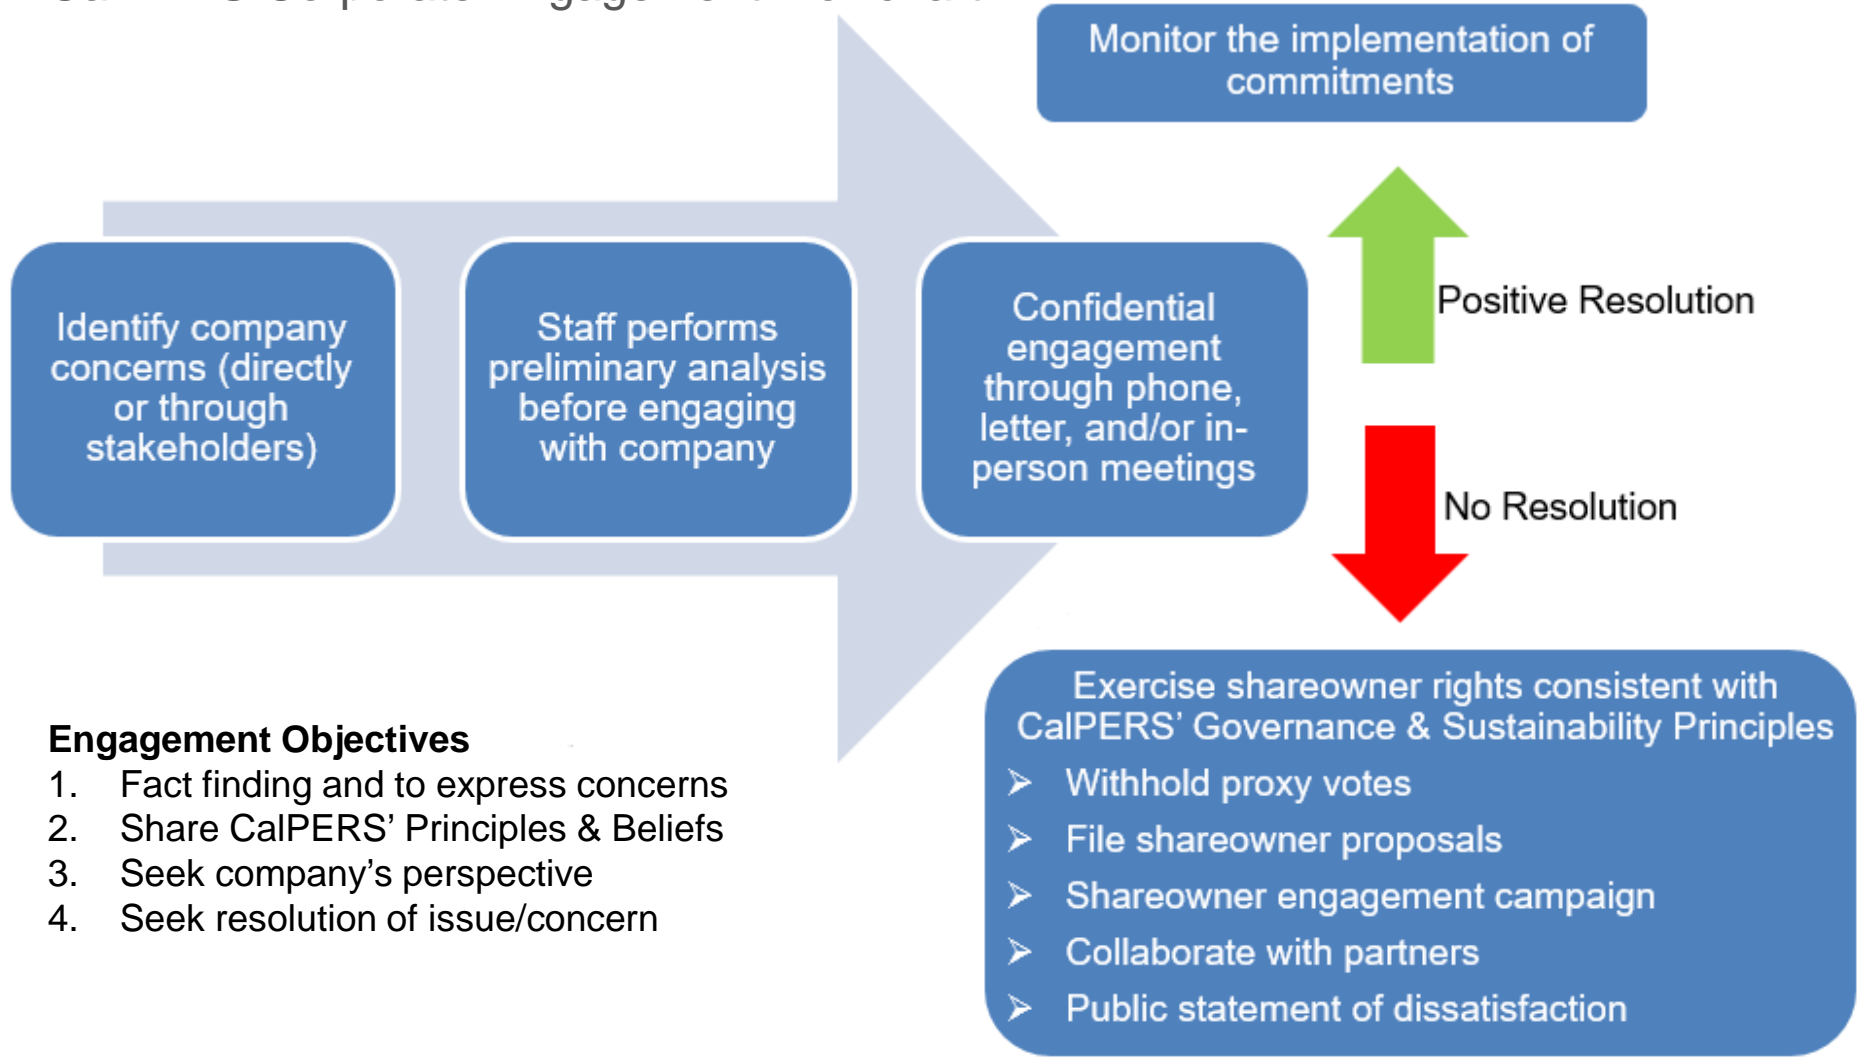 Monitor the implementation of
commitments
Identify company
concerns (directly
or through
stakeholders)
Staff performs
preliminary analysis
before engaging
with company
Confidential
engagement
through phone,
letter, and/or in-
person meetings
Positive Resolution
No Resolution
Exercise shareowner rights consistent with
CalPERS’ Governance & Sustainability Principles
➢ Withhold proxy votes
➢ File shareowner proposals
➢ Shareowner engagement campaign
➢ Collaborate with partners
➢ Public statement of dissatisfaction
Engagement Objectives
1. Fact finding and to express concerns
2. Share CalPERS’ Principles & Beliefs
3. Seek company’s perspective
4. Seek resolution of issue/concern